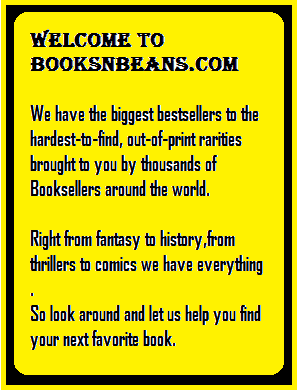 WELCOME TO
BOOKSNBEANS.COM
We have the biggest bestsellers to the
hardest-to-find, out-of-print rarities
brought to you by thousands of
Booksellers around the world.
Right from fantasy to history,from
thrillers to comics we have everything
.
So look around and let us help you find
your next favorite book.